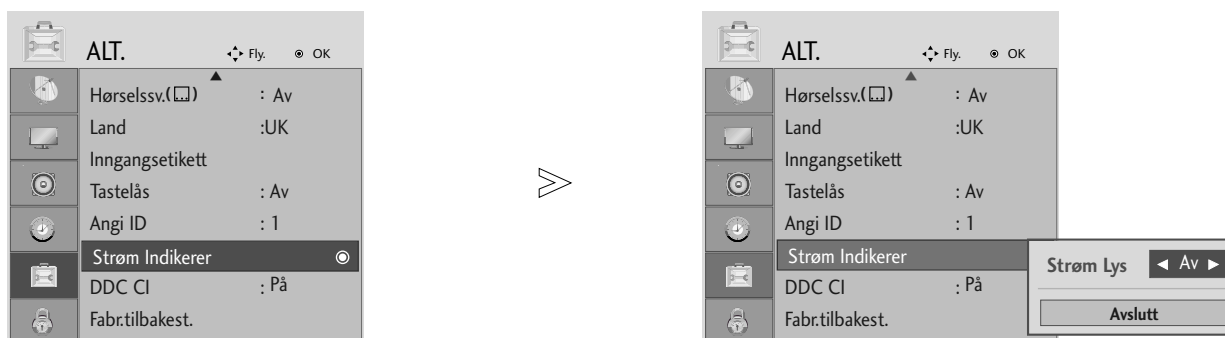 ALT. Fly. OK
Hørselssv.( ) : Av
Land :UK
Inngangsetikett
Tastelås : Av
Angi ID : 1
Strøm Indikerer
DDC CI : På
Fabr.tilbakest.
ALT. Fly. OK
Hørselssv.( ) : Av
Land :UK
Inngangsetikett
Tastelås : Av
Angi ID : 1
Strøm Indikerer
DDC CI : På
Fabr.tilbakest.
Strøm Lys ◄ Av ►
Avslutt